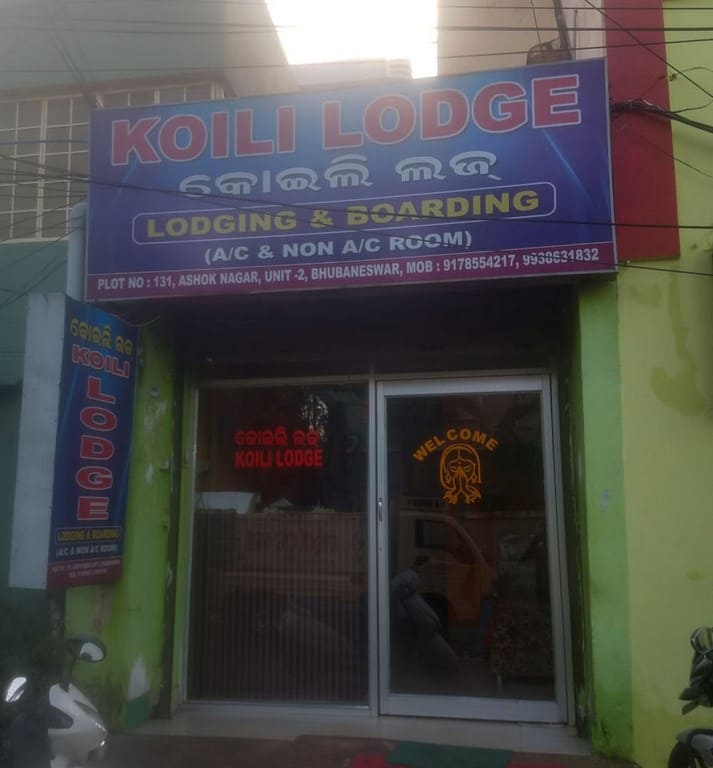 KOILI LODGE
କୋଇଲି ଲଜ୍
LODGING & BOARDING
(A/C & NON A/C ROOM)
PLOT NO : 131, ASHOK NAGAR, UNIT -2, BHUBANESWAR, MOB : 9178554217, 9938631832
କୋଇଲି ଲଜ୍
KOILI
LODGE
LODGING & BOARDING
(A/C & NON A/C ROOM)
କୋଇଲି ଲଜ୍
KOILI LODGE
WELCOME